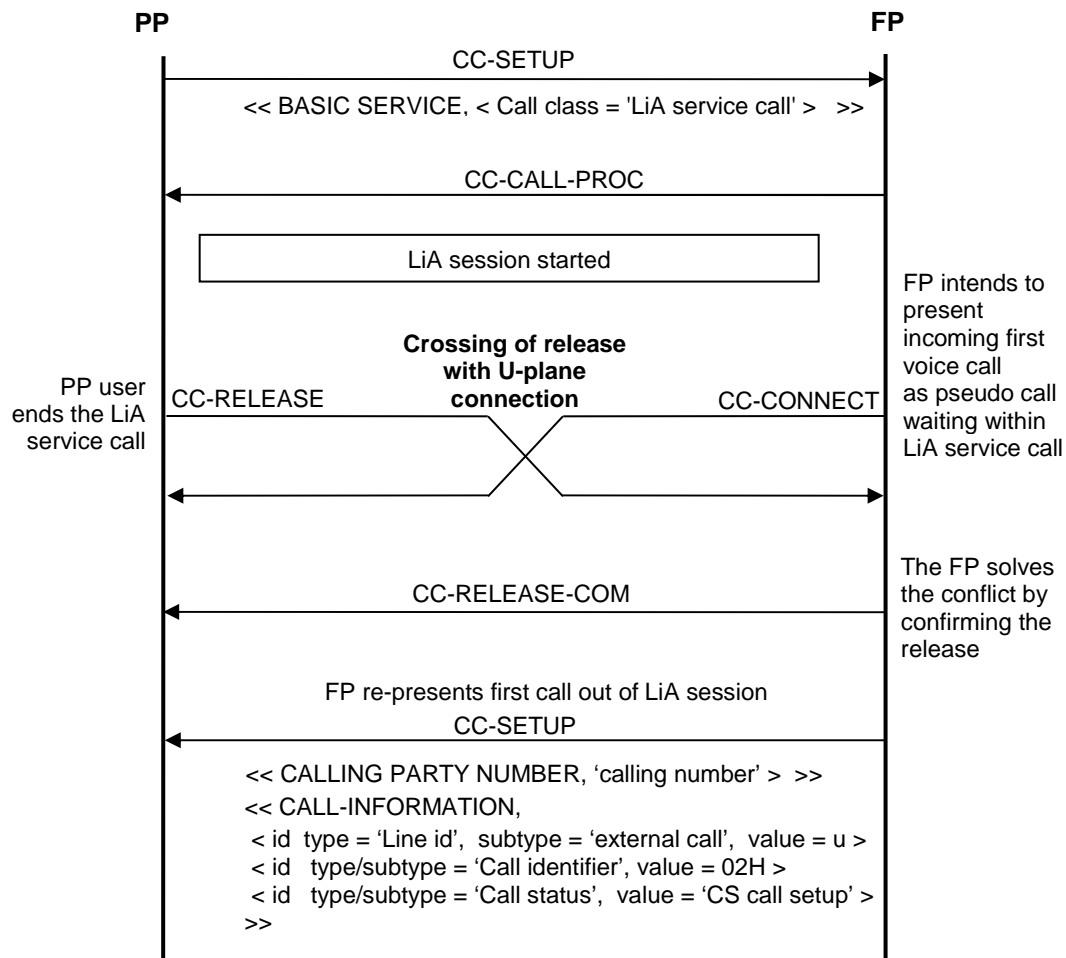 PP
FP
CC-SETUP
<< BASIC SERVICE, < Call class = 'LiA service call' > >>
CC-CALL-PROC
LiA session started
FP intends to
present
incoming first
voice call
as pseudo call
waiting within
LiA service call
Crossing of release
with U-plane
connection
PP user
ends the LiA
service call
CC-RELEASE
CC-CONNECT
The FP solves
the conflict by
confirming the
release
CC-RELEASE-COM
FP re-presents first call out of LiA session
CC-SETUP
<< CALLING PARTY NUMBER, ‘calling number’ > >>
<< CALL-INFORMATION,
< id type = ‘Line id’, subtype = ‘external call’, value = u >
< id type/subtype = ‘Call identifier’, value = 02H >
< id type/subtype = ‘Call status’, value = ‘CS call setup’ >
>>